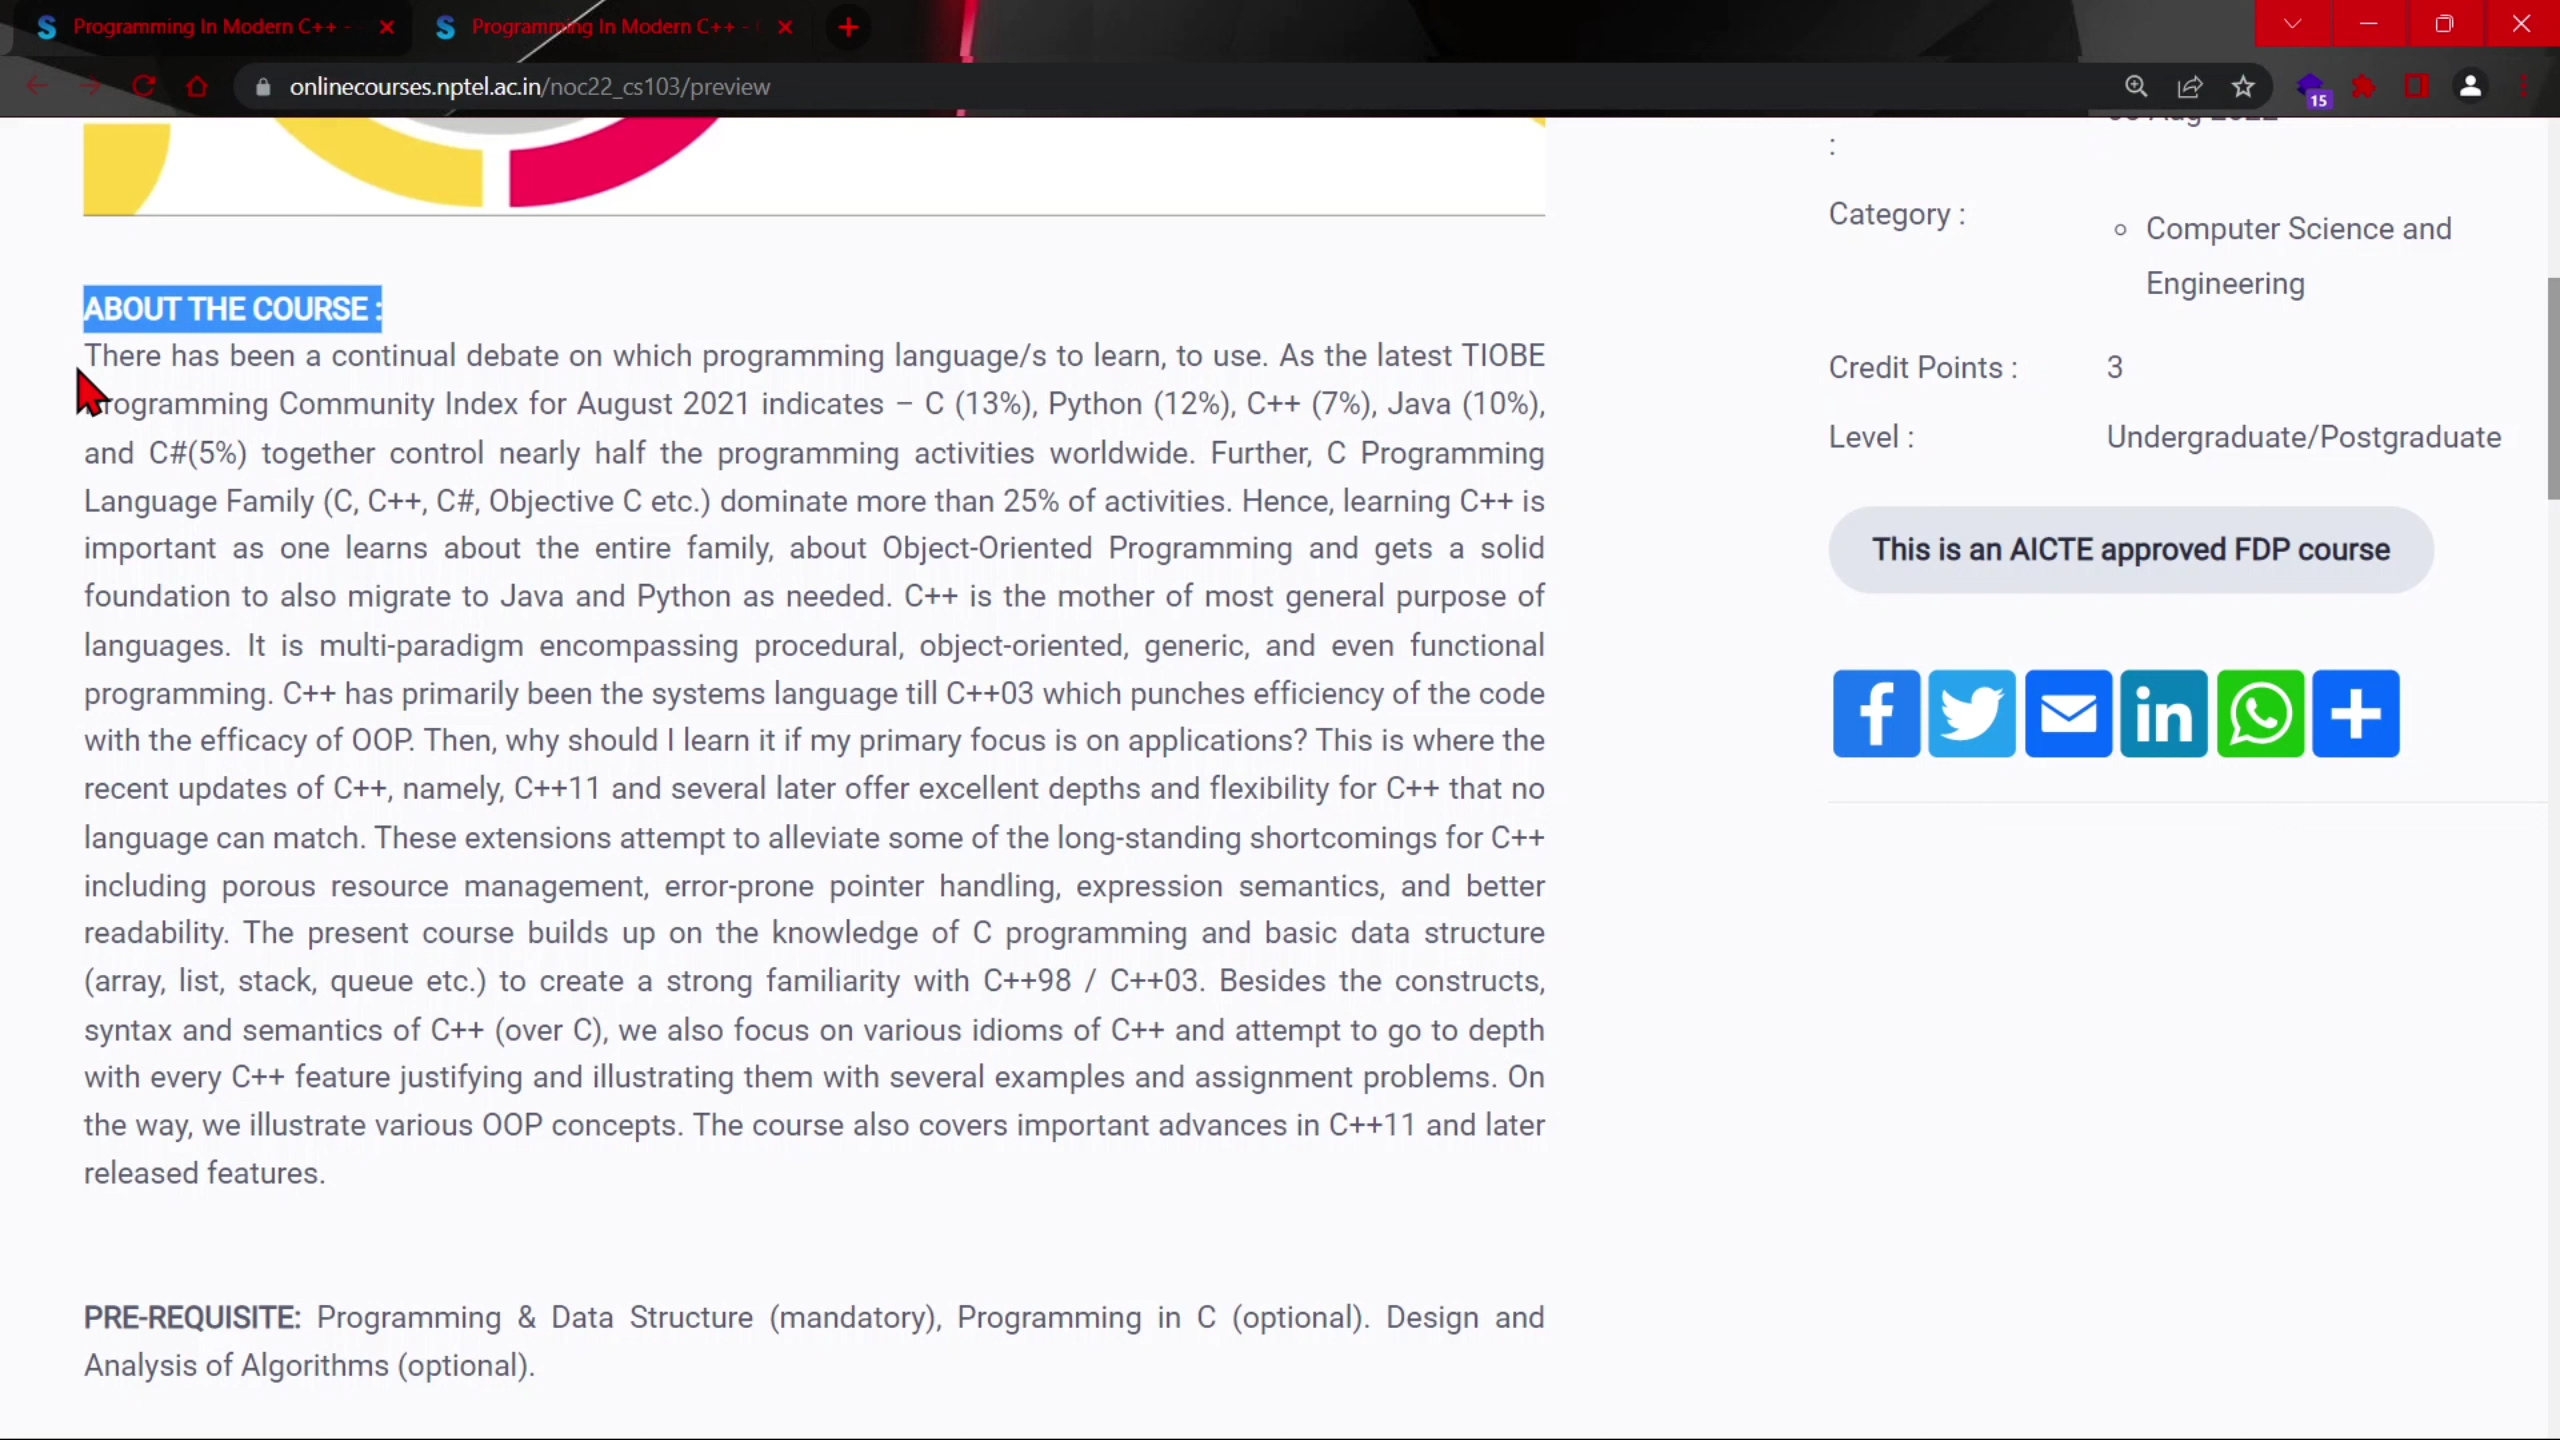 Programming In Modern C++ -
Programming In Modern C++ -
onlinecourses.nptel.ac.in/noc22_cs103/preview
15
:
Category :
Computer Science and
Engineering
ABOUT THE COURSE :
There has been a continual debate on which programming language/s to learn, to use. As the latest TIOBE
Programming Community Index for August 2021 indicates – C (13%), Python (12%), C++ (7%), Java (10%),
and C#(5%) together control nearly half the programming activities worldwide. Further, C Programming
Language Family (C, C++, C#, Objective C etc.) dominate more than 25% of activities. Hence, learning C++ is
important as one learns about the entire family, about Object-Oriented Programming and gets a solid
foundation to also migrate to Java and Python as needed. C++ is the mother of most general purpose of
languages. It is multi-paradigm encompassing procedural, object-oriented, generic, and even functional
programming. C++ has primarily been the systems language till C++03 which punches efficiency of the code
with the efficacy of OOP. Then, why should I learn it if my primary focus is on applications? This is where the
recent updates of C++, namely, C++11 and several later offer excellent depths and flexibility for C++ that no
language can match. These extensions attempt to alleviate some of the long-standing shortcomings for C++
including porous resource management, error-prone pointer handling, expression semantics, and better
readability. The present course builds up on the knowledge of C programming and basic data structure
(array, list, stack, queue etc.) to create a strong familiarity with C++98 / C++03. Besides the constructs,
syntax and semantics of C++ (over C), we also focus on various idioms of C++ and attempt to go to depth
with every C++ feature justifying and illustrating them with several examples and assignment problems. On
the way, we illustrate various OOP concepts. The course also covers important advances in C++11 and later
released features.
PRE-REQUISITE: Programming & Data Structure (mandatory), Programming in C (optional). Design and
Analysis of Algorithms (optional).
Credit Points : 3
Level : Undergraduate/Postgraduate
This is an AICTE approved FDP course